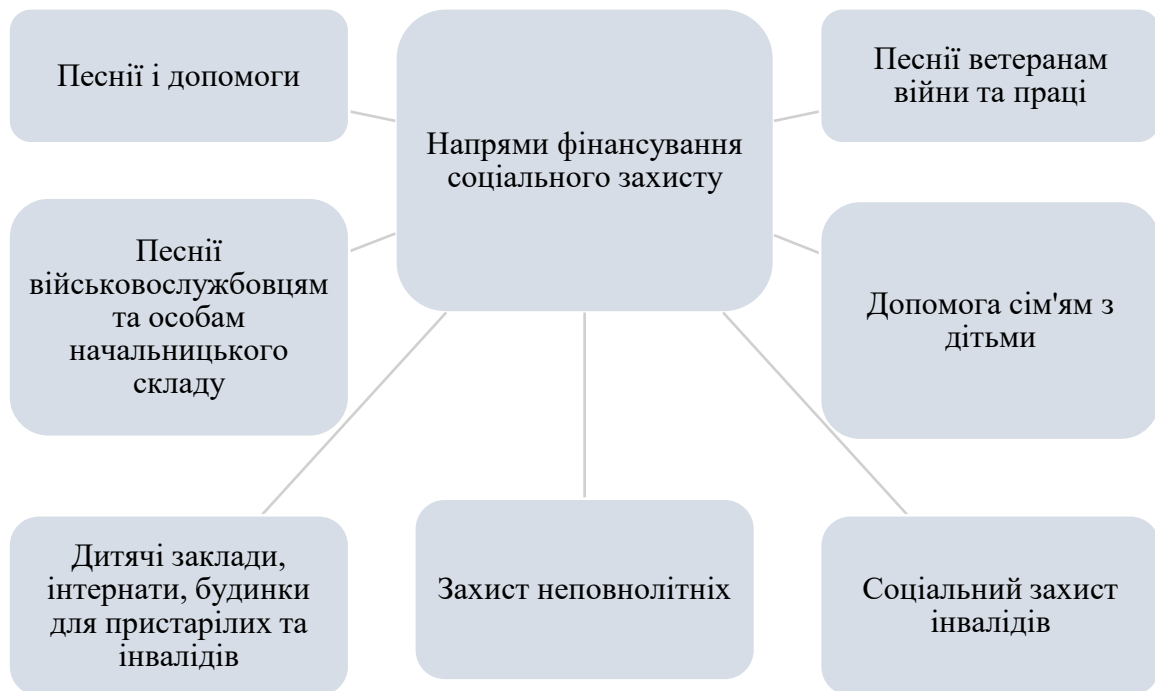 Песнії і допомоги
Напрями фінансування
соціального захисту
Песнії ветеранам
війни та праці
Песнії
військовослужбовцям
та особам
начальницького
складу
Допомога сім'ям з
дітьми
Дитячі заклади,
інтернати, будинки
для пристарілих та
інвалідів
Захист неповнолітніх
Соціальний захист
інвалідів